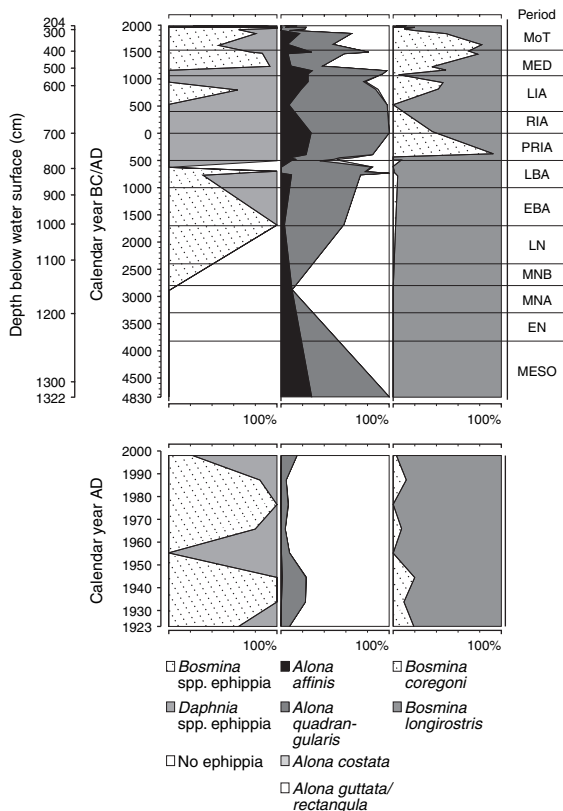 Period
204
300
400
500
600
700
800
900
1000
1100
1200
1300
1322
Depth below water surface (cm)
2000
1500
1000
500
0
500
1000
1500
2000
2500
3000
3500
4000
4500
4830
Calendar year BC/AD
MoT
MED
LIA
RIA
PRIA
LBA
EBA
LN
MNB
MNA
EN
MESO
100% 100% 100%
2000
1990
1980
1970
1960
1950
1940
1930
1923
Calendar year AD
100% 100% 100%
Bosmina spp. ephippia
Daphnia spp. ephippia
No ephippia
Alona affinis
Alona quadran-
gularis
Alona costata
Alona guttata/
rectangula
Bosmina coregoni
Bosmina longirostris